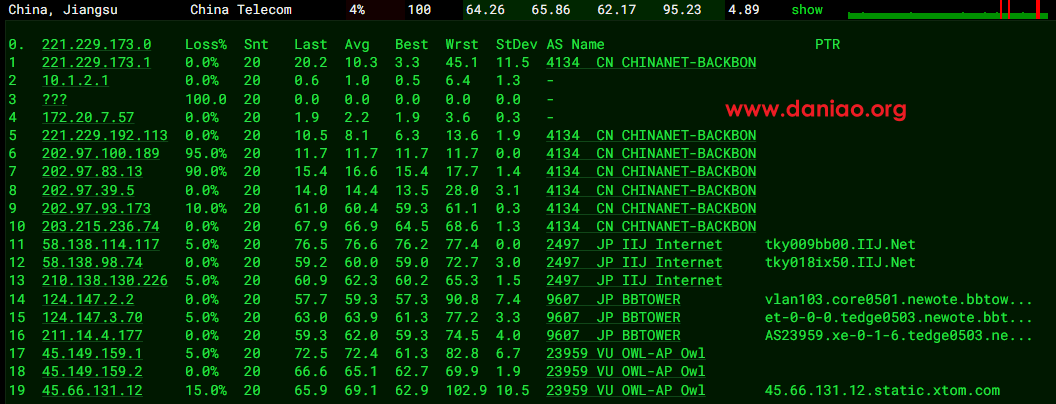 China, Jiangsu China Telecom 4% 100 64.26 65.86 62.17 95.23 4.89 show
0. 221.229.173.0 Loss% Snt Last Avg Best Wrst StDev AS Name PTR
1 221.229.173.1 0.0% 20 20.2 10.3 3.3 45.1 11.5 4134 CN CHINANET-BACKBON
2 10.1.2.1 0.0% 20 0.6 1.0 0.5 6.4 1.3 -
3 ??? 100.0 20 0.0 0.0 0.0 0.0 0.0 -
www.daniao.org
4 172.20.7.57 0.0% 20 1.9 2.2 1.9 3.6 0.3 -
5 221.229.192.113 0.0% 20 10.5 8.1 6.3 13.6 1.9 4134 CN CHINANET-BACKBON
6 202.97.100.189 95.0% 20 11.7 11.7 11.7 11.7 0.0 4134 CN CHINANET-BACKBON
7 202.97.83.13 90.0% 20 15.4 16.6 15.4 17.7 1.4 4134 CN CHINANET-BACKBON
8 202.97.39.5 0.0% 20 14.0 14.4 13.5 28.0 3.1 4134 CN CHINANET-BACKBON
9 202.97.93.173 10.0% 20 61.0 60.4 59.3 61.1 0.3 4134 CN CHINANET-BACKBON
10 203.215.236.74 0.0% 20 67.9 66.9 64.5 68.6 1.3 4134 CN CHINANET-BACKBON
11 58.138.114.117 5.0% 20 76.5 76.6 76.2 77.4 0.0 2497 JP IIJ Internet tky009bb00.IIJ.Net
12 58.138.98.74 0.0% 20 59.2 60.0 59.0 72.7 3.0 2497 JP IIJ Internet tky018ix50.IIJ.Net
13 210.138.130.226 5.0% 20 60.9 62.3 60.2 65.3 1.5 2497 JP IIJ Internet
14 124.147.2.2 0.0% 20 57.7 59.3 57.3 90.8 7.4 9607 JP BBTOWER vlan103.core0501.newote.bbtow...
15 124.147.3.70 5.0% 20 63.0 63.9 61.3 77.2 3.3 9607 JP BBTOWER et-0-0-0.tedge0503.newote.bbt...
16 211.14.4.177 0.0% 20 59.3 62.0 59.3 74.5 4.0 9607 JP BBTOWER AS23959.xe-0-1-6.tedge0503.ne...
17 45.149.159.1 5.0% 20 72.5 72.4 61.3 82.8 6.7 23959 VU OWL-AP Owl
18 45.149.159.2 0.0% 20 66.6 65.1 62.7 69.9 1.9 23959 VU OWL-AP Owl
19 45.66.131.12 15.0% 20 65.9 69.1 62.9 102.9 10.5 23959 VU OWL-AP Owl 45.66.131.12.static.xtom.com